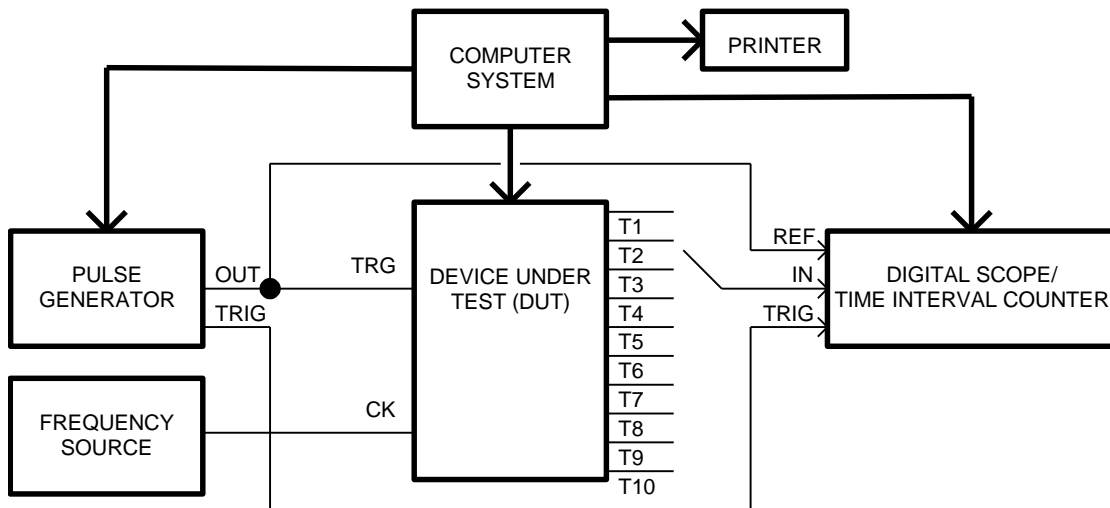 COMPUTER
SYSTEM
PRINTER
PULSE
GENERATOR
OUT
TRIG
FREQUENCY
SOURCE
TRG
CK
DEVICE UNDER
TEST (DUT)
T1
T2
T3
T4
T5
T6
T7
T8
T9
T10
REF
IN
TRIG
DIGITAL SCOPE/
TIME INTERVAL COUNTER